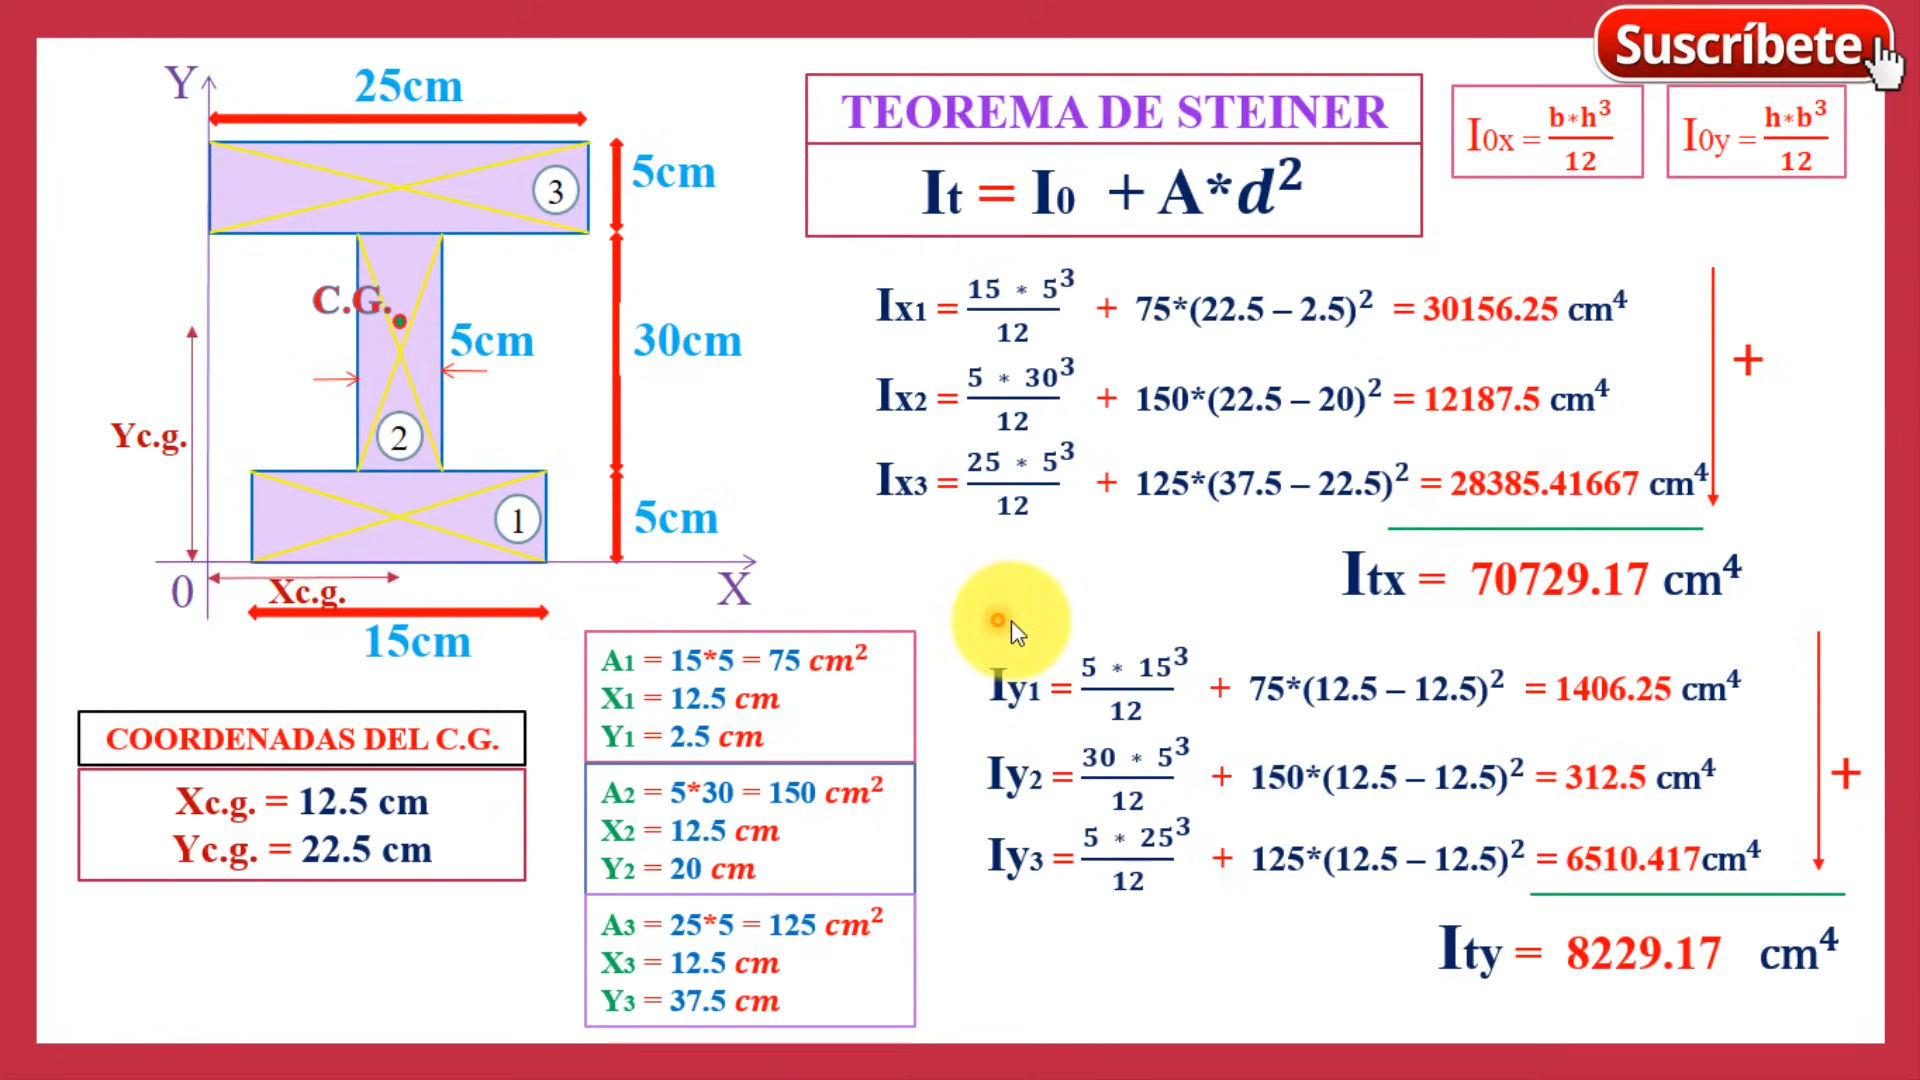 Suscríbete
Y
25cm
3
5cm
C.G.
5cm
30cm
Yc.g.
2
1
5cm
0
Xc.g.
X
15cm
TEOREMA DE STEINER
It = I0 + A*d²
I0x = b*h³/12
I0y = h*b³/12
Ix1 = 15 * 5³/12 + 75*(22.5 – 2.5)² = 30156.25 cm⁴
Ix2 = 5 * 30³/12 + 150*(22.5 – 20)² = 12187.5 cm⁴
Ix3 = 25 * 5³/12 + 125*(37.5 – 22.5)² = 28385.41667 cm⁴
+
Itx = 70729.17 cm⁴
Iy1 = 5 * 15³/12 + 75*(12.5 – 12.5)² = 1406.25 cm⁴
Iy2 = 30 * 5³/12 + 150*(12.5 – 12.5)² = 312.5 cm⁴
Iy3 = 5 * 25³/12 + 125*(12.5 – 12.5)² = 6510.417cm⁴
+
Ity = 8229.17 cm⁴
COORDENADAS DEL C.G.
Xc.g. = 12.5 cm
Yc.g. = 22.5 cm
A1 = 15*5 = 75 cm²
X1 = 12.5 cm
Y1 = 2.5 cm
A2 = 5*30 = 150 cm²
X2 = 12.5 cm
Y2 = 20 cm
A3 = 25*5 = 125 cm²
X3 = 12.5 cm
Y3 = 37.5 cm